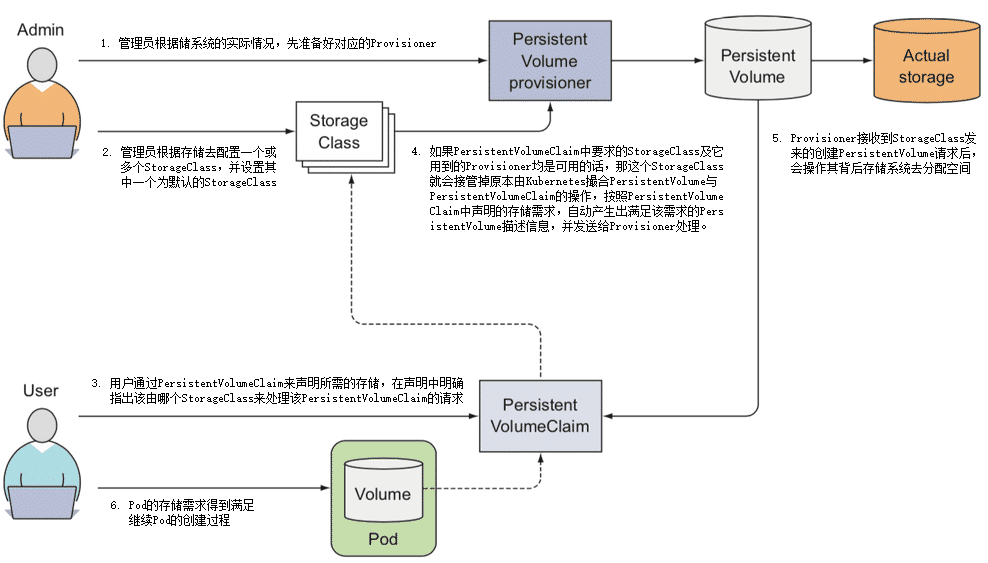 Admin
1. 管理员根据储系统的实际情况，先准备好对应的Provisioner
Persistent
Volume
provisioner
Persistent
Volume
Actual
storage
Storage
Class
2. 管理员根据存储去配置一个或
多个StorageClass，并设置其
中一个为默认的StorageClass
4. 如果PersistentVolumeClaim中要求的StorageClass及它
用到的Provisioner均是可用的话，那这个StorageClass
就会接管掉原本由Kubernetes撮合PersistentVolume与
PersistentVolumeClaim的操作，按照PersistentVolume
Claim中声明的存储需求，自动产生出满足该需求的Pers
istentVolume描述信息，并发送给Provisioner处理。
5. Provisioner接收到StorageClass发
来的创建PersistentVolume请求后，
会操作其背后存储系统去分配空间
User
3. 用户通过PersistentVolumeClaim来声明所需的存储，在声明中明确
指出该由哪个StorageClass来处理该PersistentVolumeClaim的请求
Persistent
VolumeClaim
6. Pod的存储需求得到满足
继续Pod的创建过程
Volume
Pod